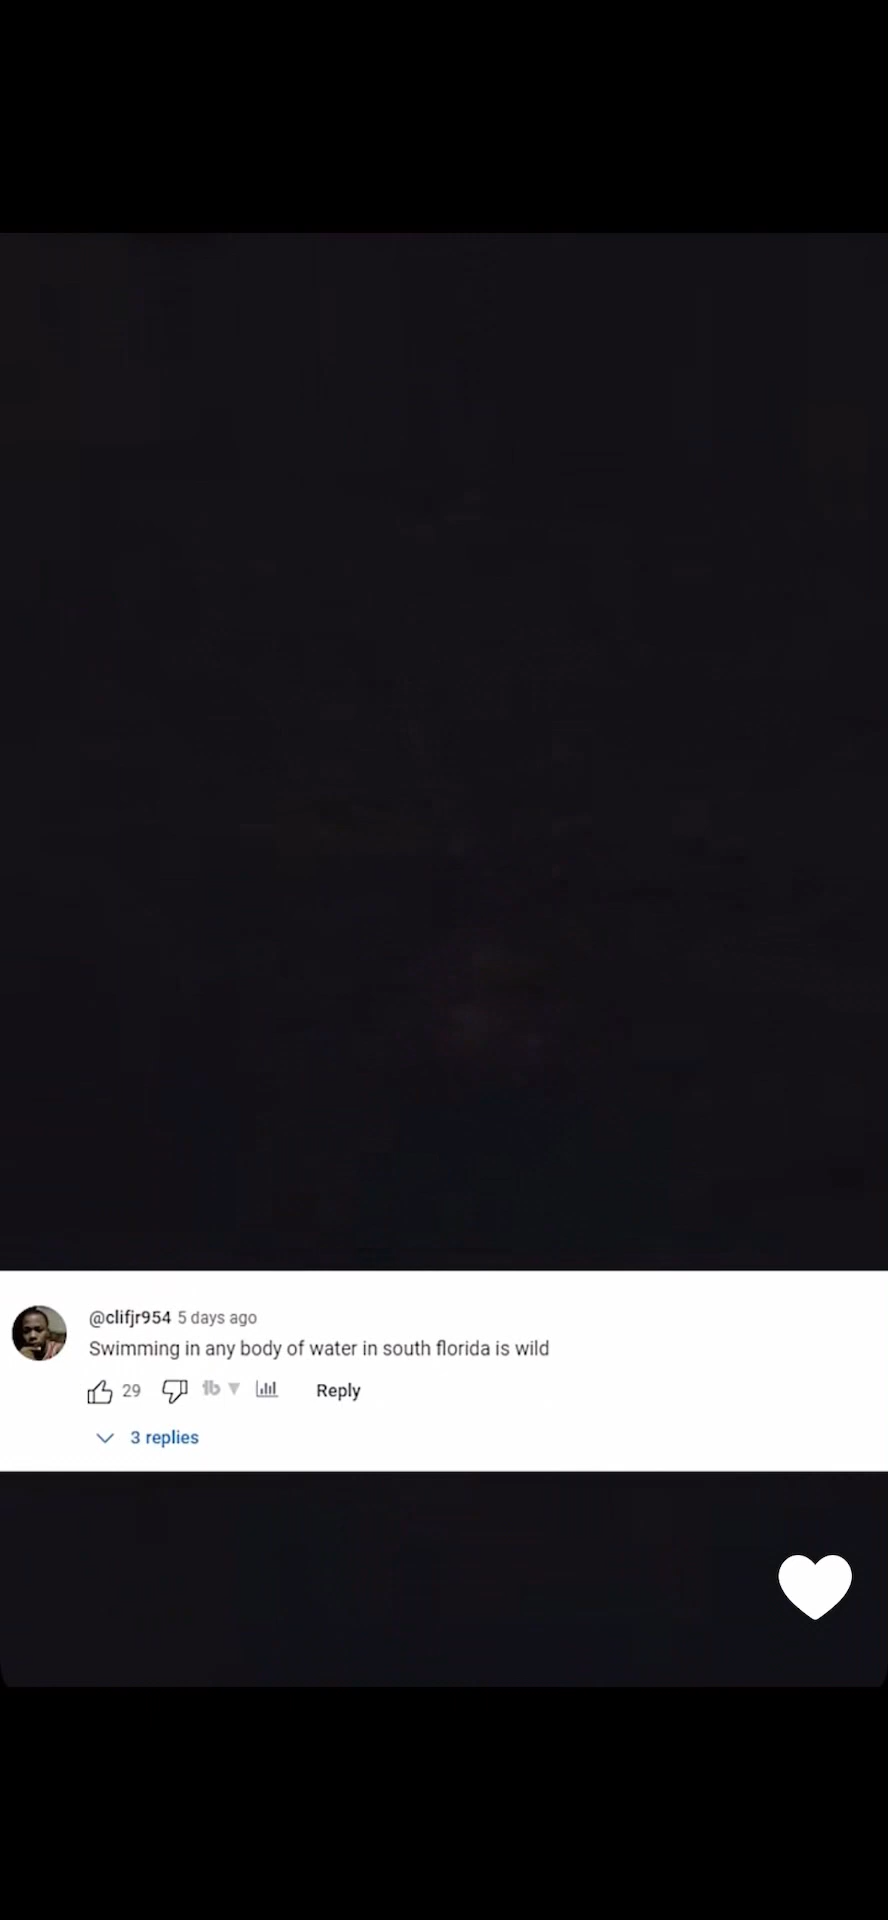 @clifjr954 5 days ago
Swimming in any body of water in south florida is wild
29 tb Reply
3 replies